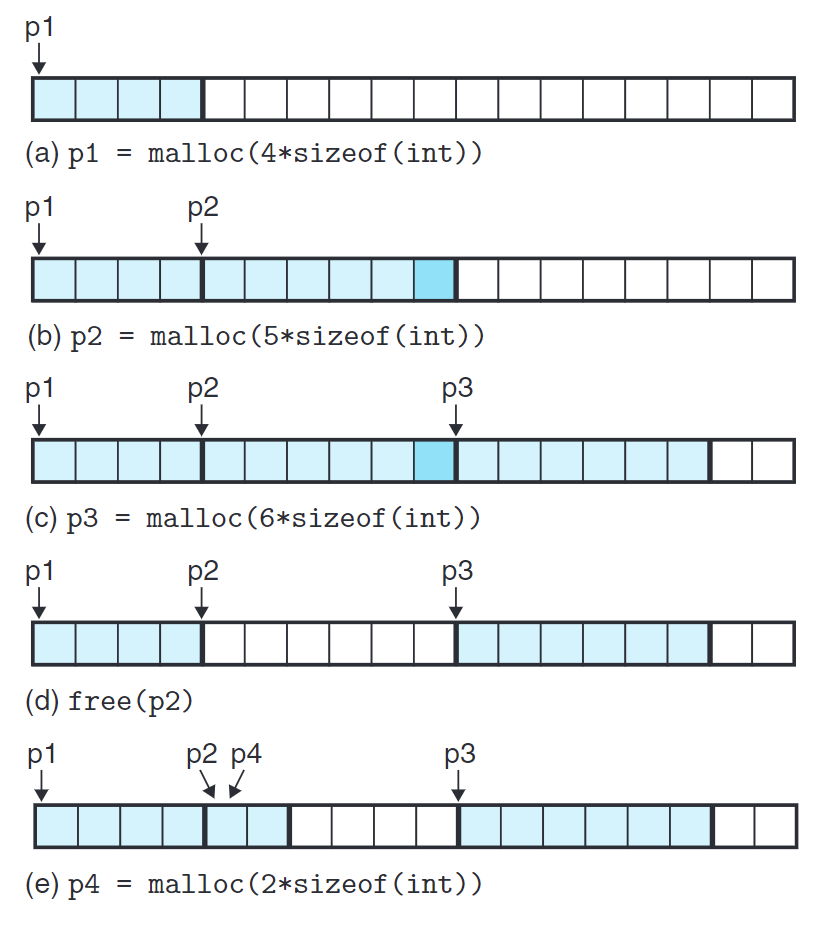 p1
(a) p1 = malloc(4*sizeof(int))
p1 p2
(b) p2 = malloc(5*sizeof(int))
p1 p2 p3
(c) p3 = malloc(6*sizeof(int))
p1 p2 p3
(d) free(p2)
p1 p2 p4 p3
(e) p4 = malloc(2*sizeof(int))